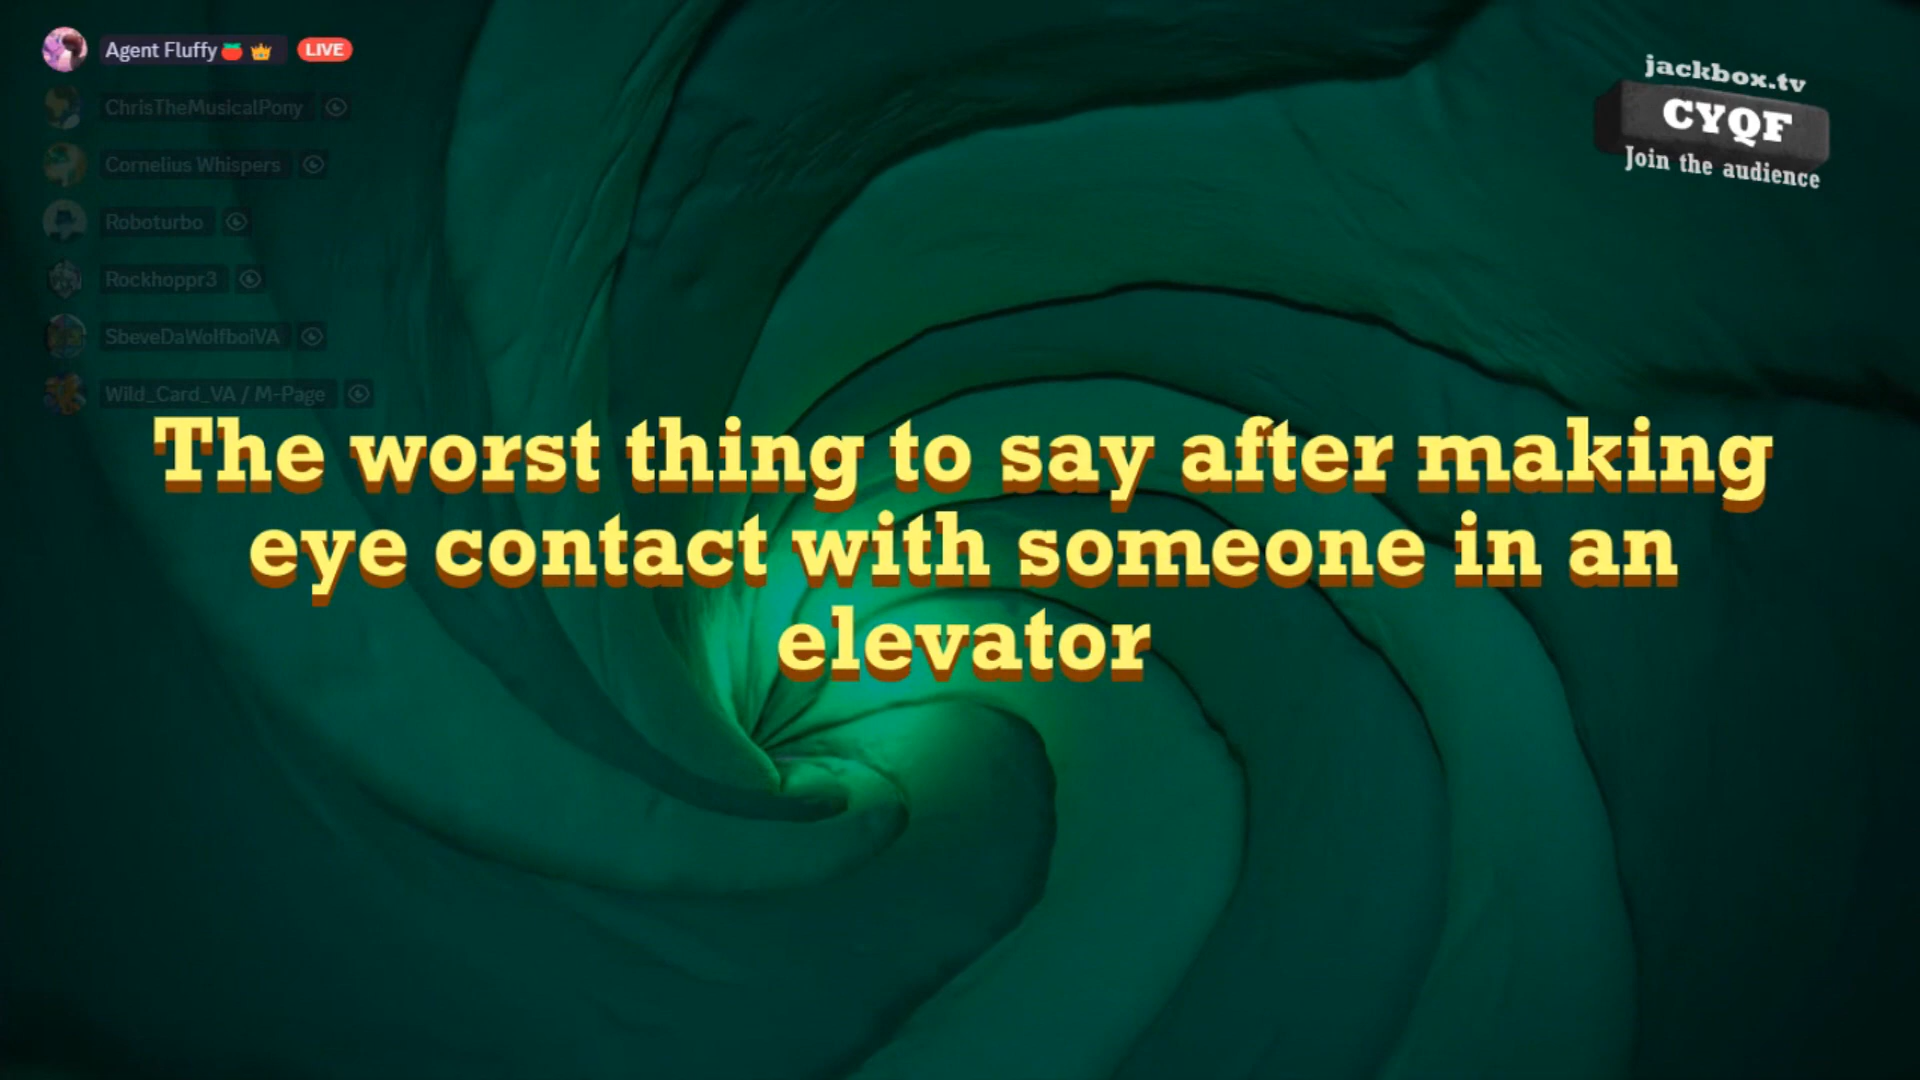 Agent Fluffy🍅👑 LIVE
ChrisTheMusicalPony
Cornelius Whispers
Roboturbo
Rockhoppr3
SbeveDaWolfboiVA
Wild_Card_VA / M-Page
jackbox.tv
CYQF
Join the audience
The worst thing to say after making
eye contact with someone in an
elevator